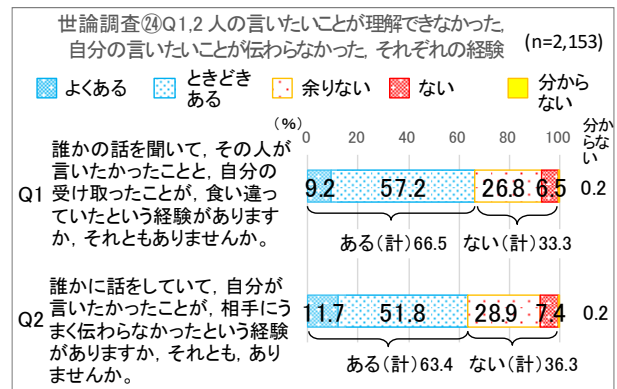 世論調査㉔Q1,2 人の言いたいことが理解できなかった,
自分の言いたいことが伝わらなかった, それぞれの経験
(n=2,153)
よくある
ときどき
ある
余りない
ない
分から
ない
(%)
0 20 40 60 80 100
分か
らな
い
Q1
誰かの話を聞いて, その人が
言いたかったことと, 自分の
受け取ったことが, 食い違っ
ていたという経験があります
か, それともありませんか。
9.2 57.2 26.8 6.5 0.2
ある(計)66.5 ない(計)33.3
Q2
誰かに話をしていて, 自分が
言いたかったことが, 相手にう
まく伝わらなかったという経験
がありますか, それとも, あり
ませんか。
11.7 51.8 28.9 7.4 0.2
ある(計)63.4 ない(計)36.3